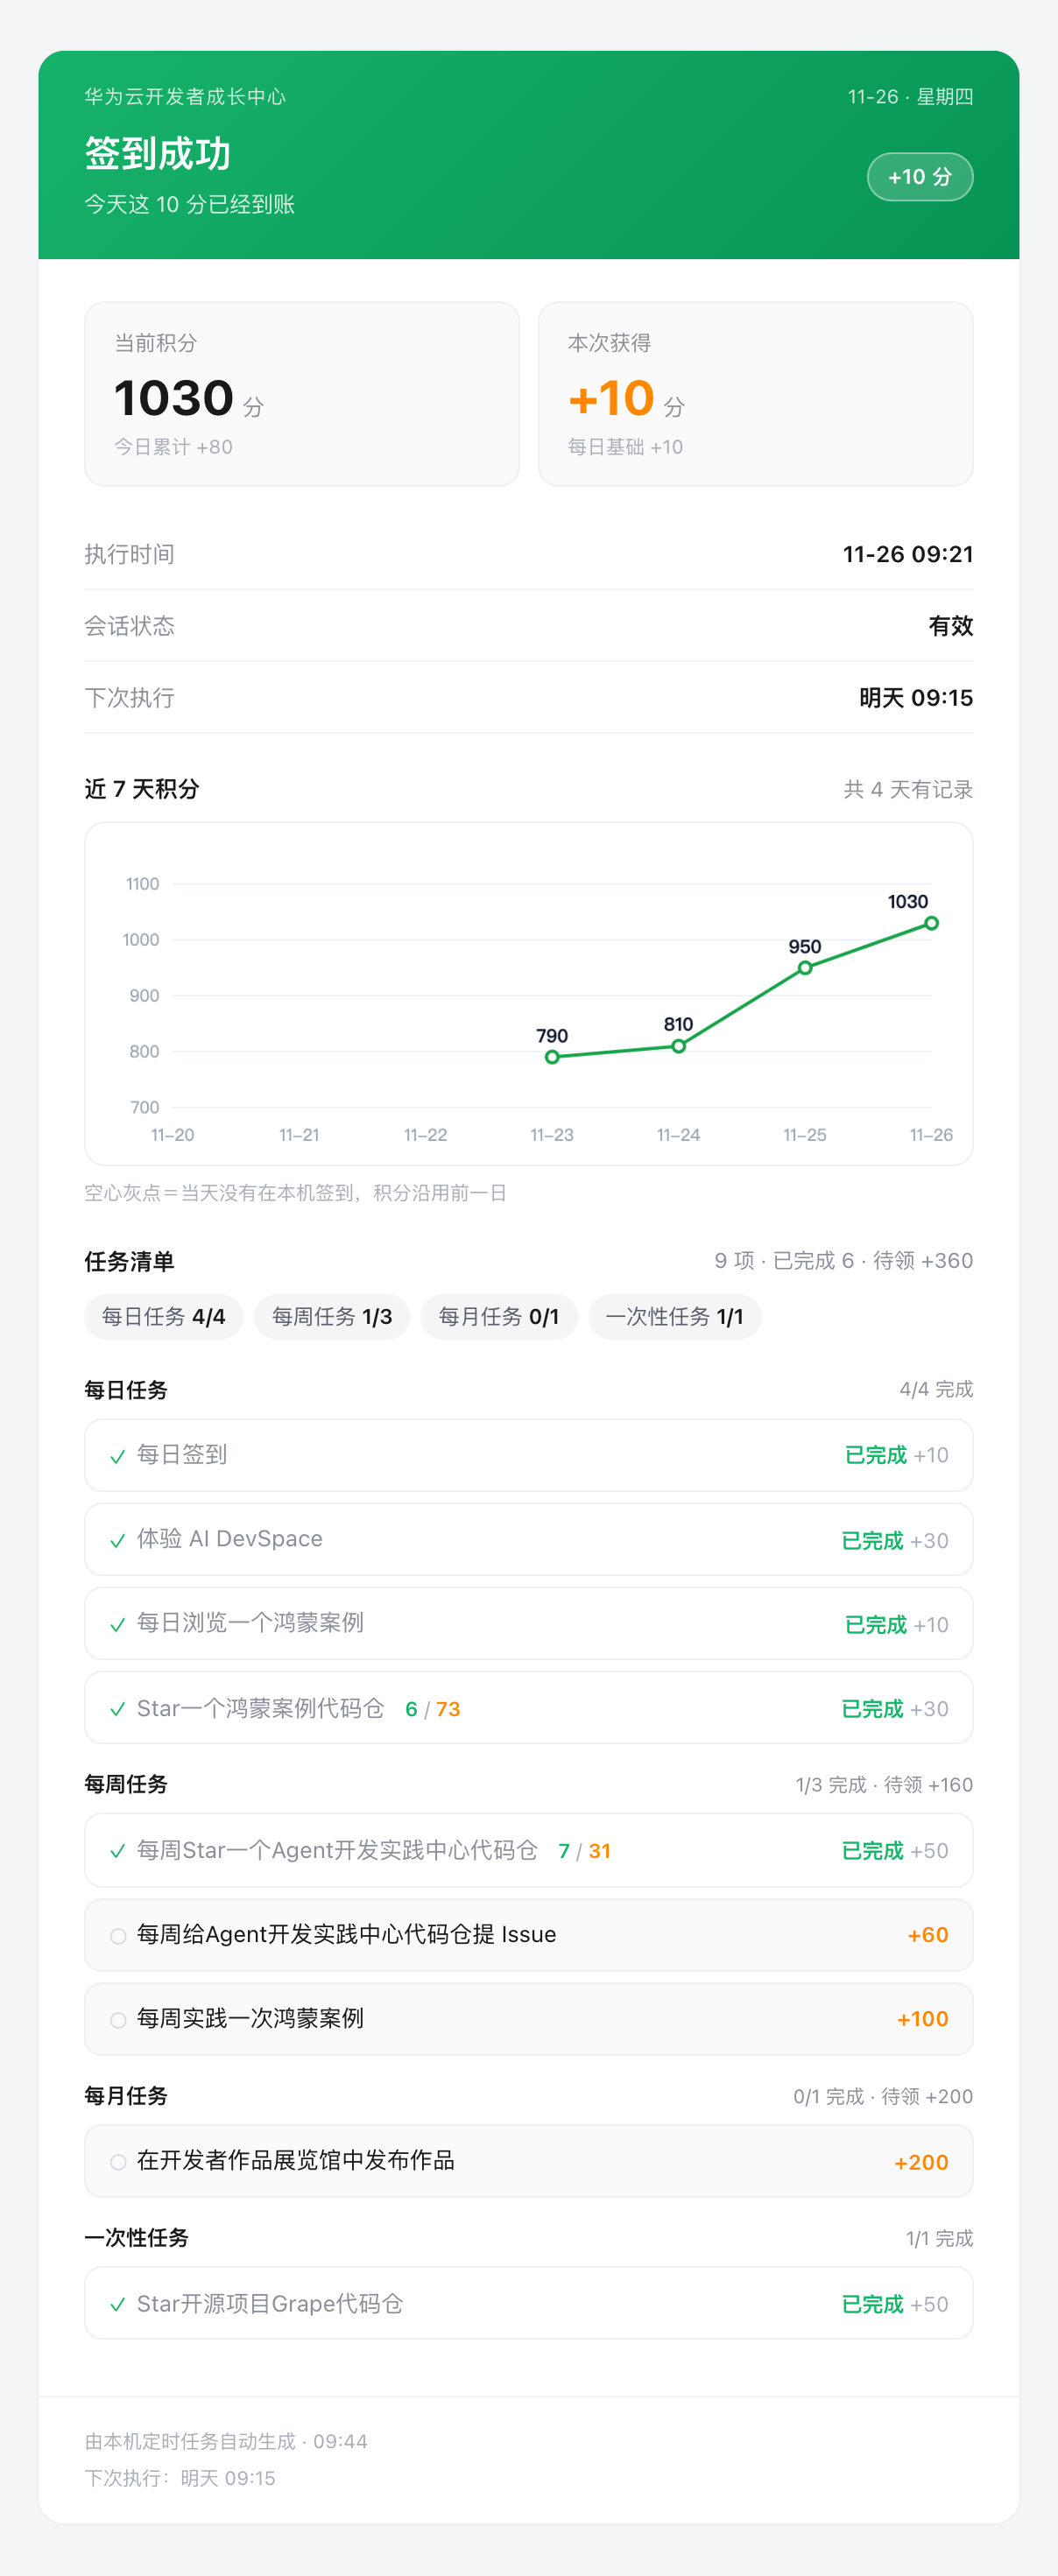 华为云开发者成长中心
11-26 · 星期四
签到成功
今天这 10 分已经到账
+10 分
当前积分
1030 分
今日累计 +80
本次获得
+10 分
每日基础 +10
执行时间
11-26 09:21
会话状态
有效
下次执行
明天 09:15
近 7 天积分
共 4 天有记录
1100
1000
900
800
700
790
810
950
1030
11–20
11–21
11–22
11–23
11–24
11–25
11–26
空心灰点＝当天没有在本机签到，积分沿用前一日
任务清单
9 项 · 已完成 6 · 待领 +360
每日任务 4/4
每周任务 1/3
每月任务 0/1
一次性任务 1/1
每日任务
4/4 完成
✓ 每日签到
已完成 +10
✓ 体验 AI DevSpace
已完成 +30
✓ 每日浏览一个鸿蒙案例
已完成 +10
✓ Star一个鸿蒙案例代码仓 6 / 73
已完成 +30
每周任务
1/3 完成 · 待领 +160
✓ 每周Star一个Agent开发实践中心代码仓 7 / 31
已完成 +50
每周给Agent开发实践中心代码仓提 Issue
+60
每周实践一次鸿蒙案例
+100
每月任务
0/1 完成 · 待领 +200
在开发者作品展览馆中发布作品
+200
一次性任务
1/1 完成
✓ Star开源项目Grape代码仓
已完成 +50
由本机定时任务自动生成 · 09:44
下次执行：明天 09:15